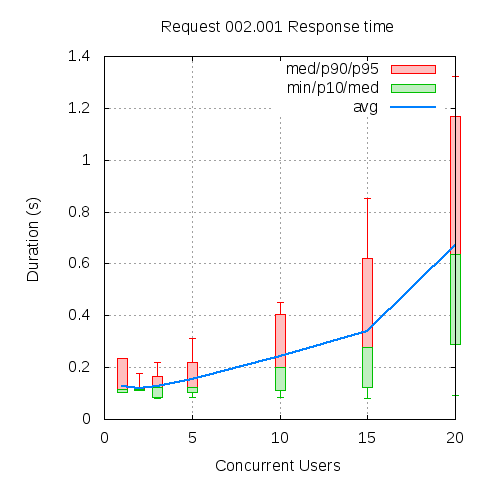 Request 002.001 Response time
1.4
1.2
1
0.8
0.6
0.4
0.2
0
0 5 10 15 20
Duration (s)
Concurrent Users
med/p90/p95
min/p10/med
avg